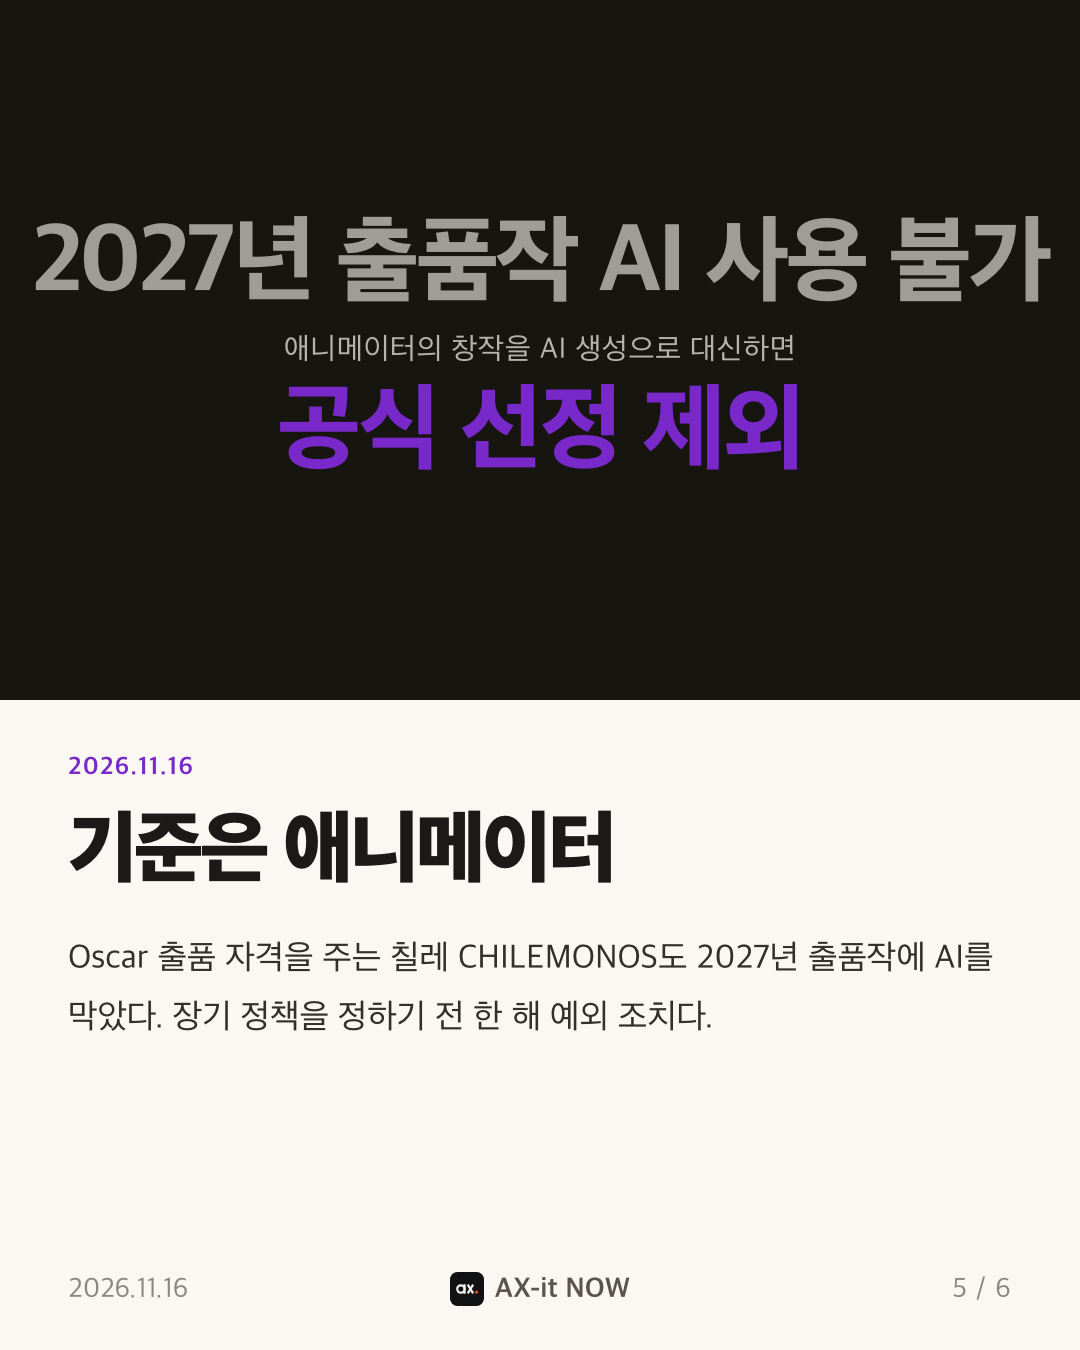 2027년 출품작 AI 사용 불가
애니메이터의 창작을 AI 생성으로 대신하면
공식 선정 제외
2026.11.16
기준은 애니메이터
Oscar 출품 자격을 주는 칠레 CHILEMONOS도 2027년 출품작에 AI를
막았다. 장기 정책을 정하기 전 한 해 예외 조치다.
2026.11.16
ax. AX-it NOW
5 / 6